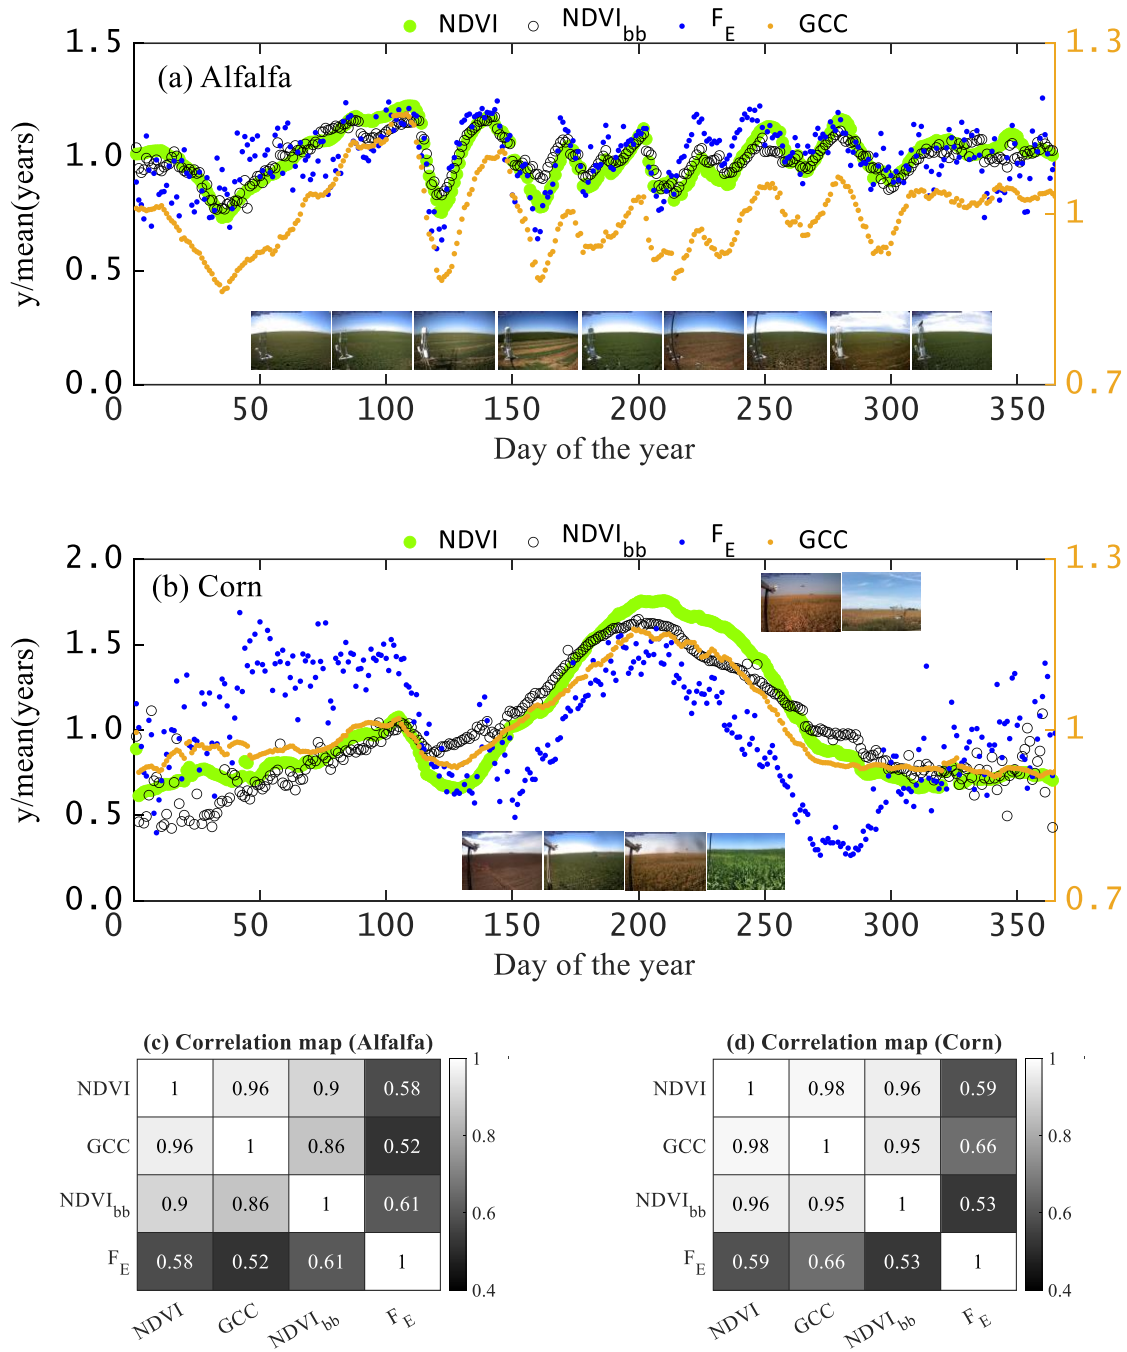 NDVI NDVIbb FE GCC
(a) Alfalfa
1.5
1.0
0.5
0.0
y/mean(years)
1.3
1
0.7
0 50 100 150 200 250 300 350
Day of the year
NDVI NDVIbb FE GCC
(b) Corn
2.0
1.5
1.0
0.5
0.0
y/mean(years)
1.3
1
0.7
0 50 100 150 200 250 300 350
Day of the year
(c) Correlation map (Alfalfa)
NDVI 1 0.96 0.9 0.58
GCC 0.96 1 0.86 0.52
NDVIbb 0.9 0.86 1 0.61
FE 0.58 0.52 0.61 1
NDVI GCC NDVIbb FE
1
0.8
0.6
0.4
(d) Correlation map (Corn)
NDVI 1 0.98 0.96 0.59
GCC 0.98 1 0.95 0.66
NDVIbb 0.96 0.95 1 0.53
FE 0.59 0.66 0.53 1
NDVI GCC NDVIbb FE
1
0.8
0.6
0.4